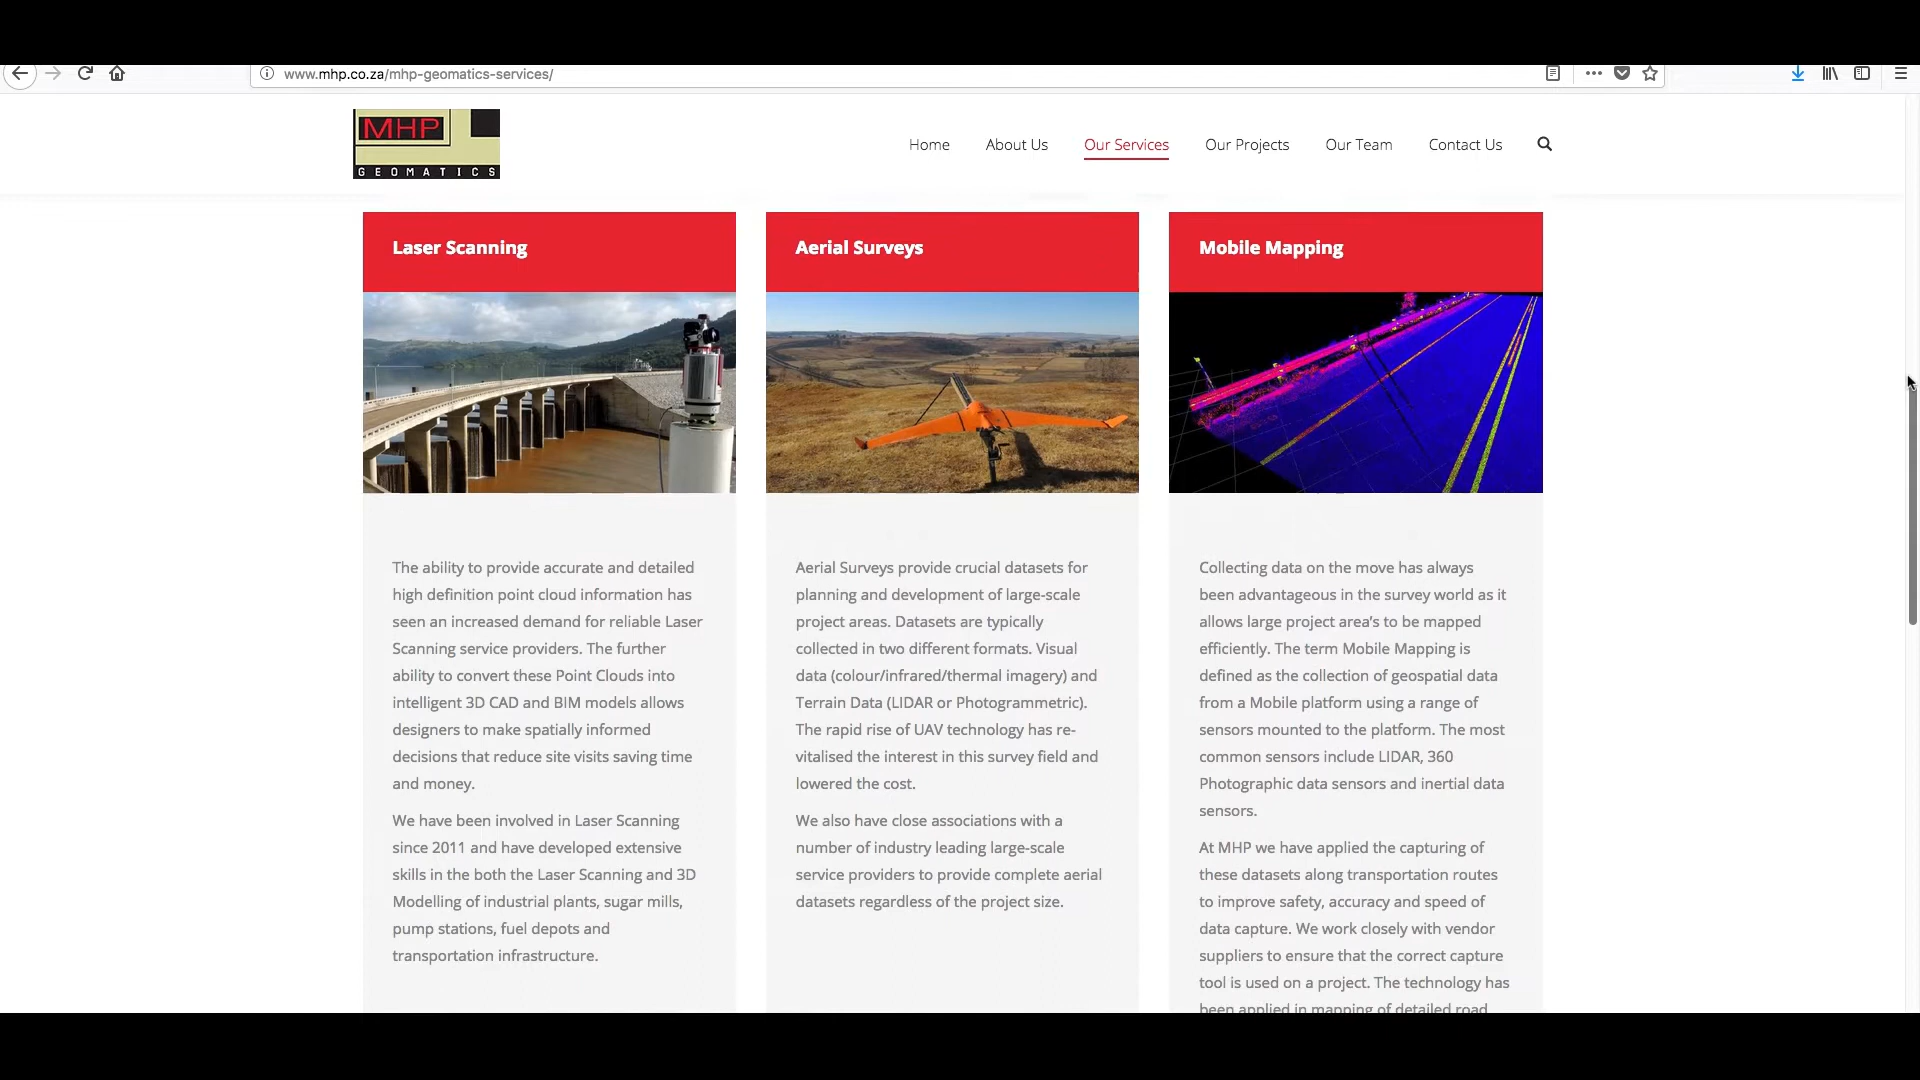 www.mhp.co.za/mhp-geomatics-services/
MHP
GEOMATICS
Home
About Us
Our Services
Our Projects
Our Team
Contact Us
Laser Scanning
The ability to provide accurate and detailed
high definition point cloud information has
seen an increased demand for reliable Laser
Scanning service providers. The further
ability to convert these Point Clouds into
intelligent 3D CAD and BIM models allows
designers to make spatially informed
decisions that reduce site visits saving time
and money.
We have been involved in Laser Scanning
since 2011 and have developed extensive
skills in the both the Laser Scanning and 3D
Modelling of industrial plants, sugar mills,
pump stations, fuel depots and
transportation infrastructure.
Aerial Surveys
Aerial Surveys provide crucial datasets for
planning and development of large-scale
project areas. Datasets are typically
collected in two different formats. Visual
data (colour/infrared/thermal imagery) and
Terrain Data (LIDAR or Photogrammetric).
The rapid rise of UAV technology has re-
vitalised the interest in this survey field and
lowered the cost.
We also have close associations with a
number of industry leading large-scale
service providers to provide complete aerial
datasets regardless of the project size.
Mobile Mapping
Collecting data on the move has always
been advantageous in the survey world as it
allows large project area’s to be mapped
efficiently. The term Mobile Mapping is
defined as the collection of geospatial data
from a Mobile platform using a range of
sensors mounted to the platform. The most
common sensors include LIDAR, 360
Photographic data sensors and inertial data
sensors.
At MHP we have applied the capturing of
these datasets along transportation routes
to improve safety, accuracy and speed of
data capture. We work closely with vendor
suppliers to ensure that the correct capture
tool is used on a project. The technology has
been applied in mapping of detailed road